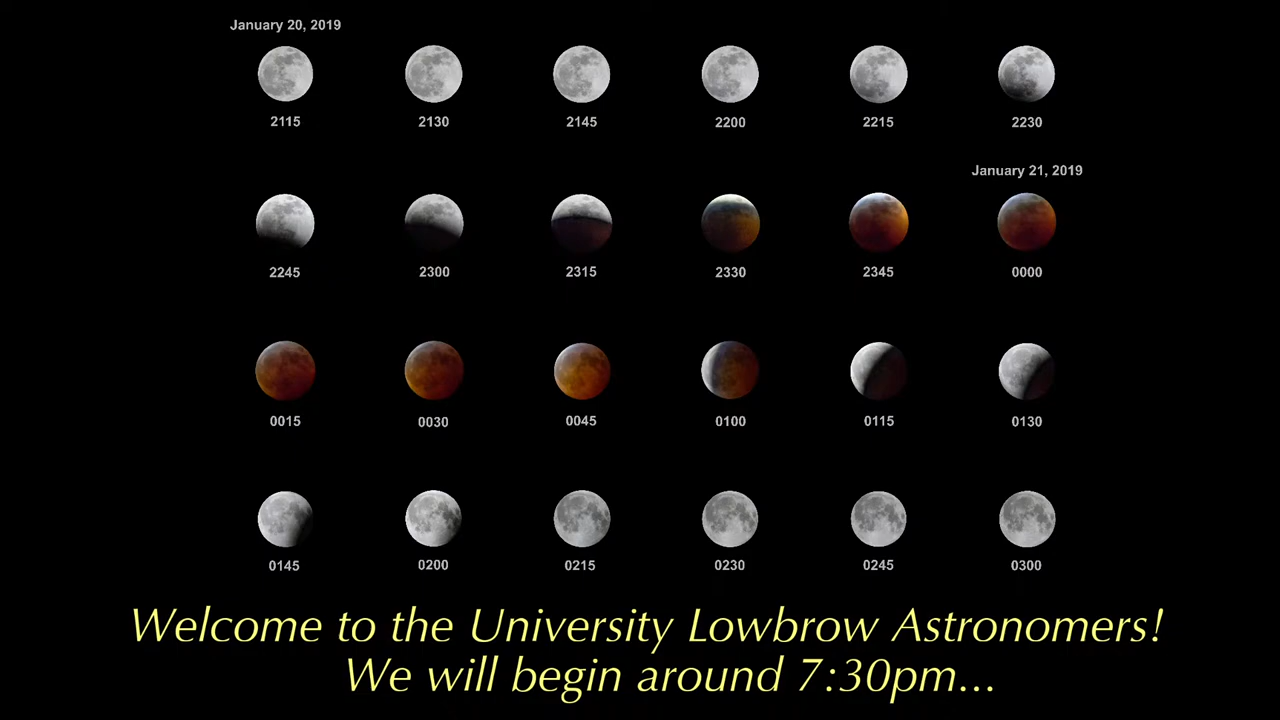 January 20, 2019
2115 2130 2145 2200 2215 2230
January 21, 2019
2245 2300 2315 2330 2345 0000
0015 0030 0045 0100 0115 0130
0145 0200 0215 0230 0245 0300
Welcome to the University Lowbrow Astronomers!
We will begin around 7:30pm...